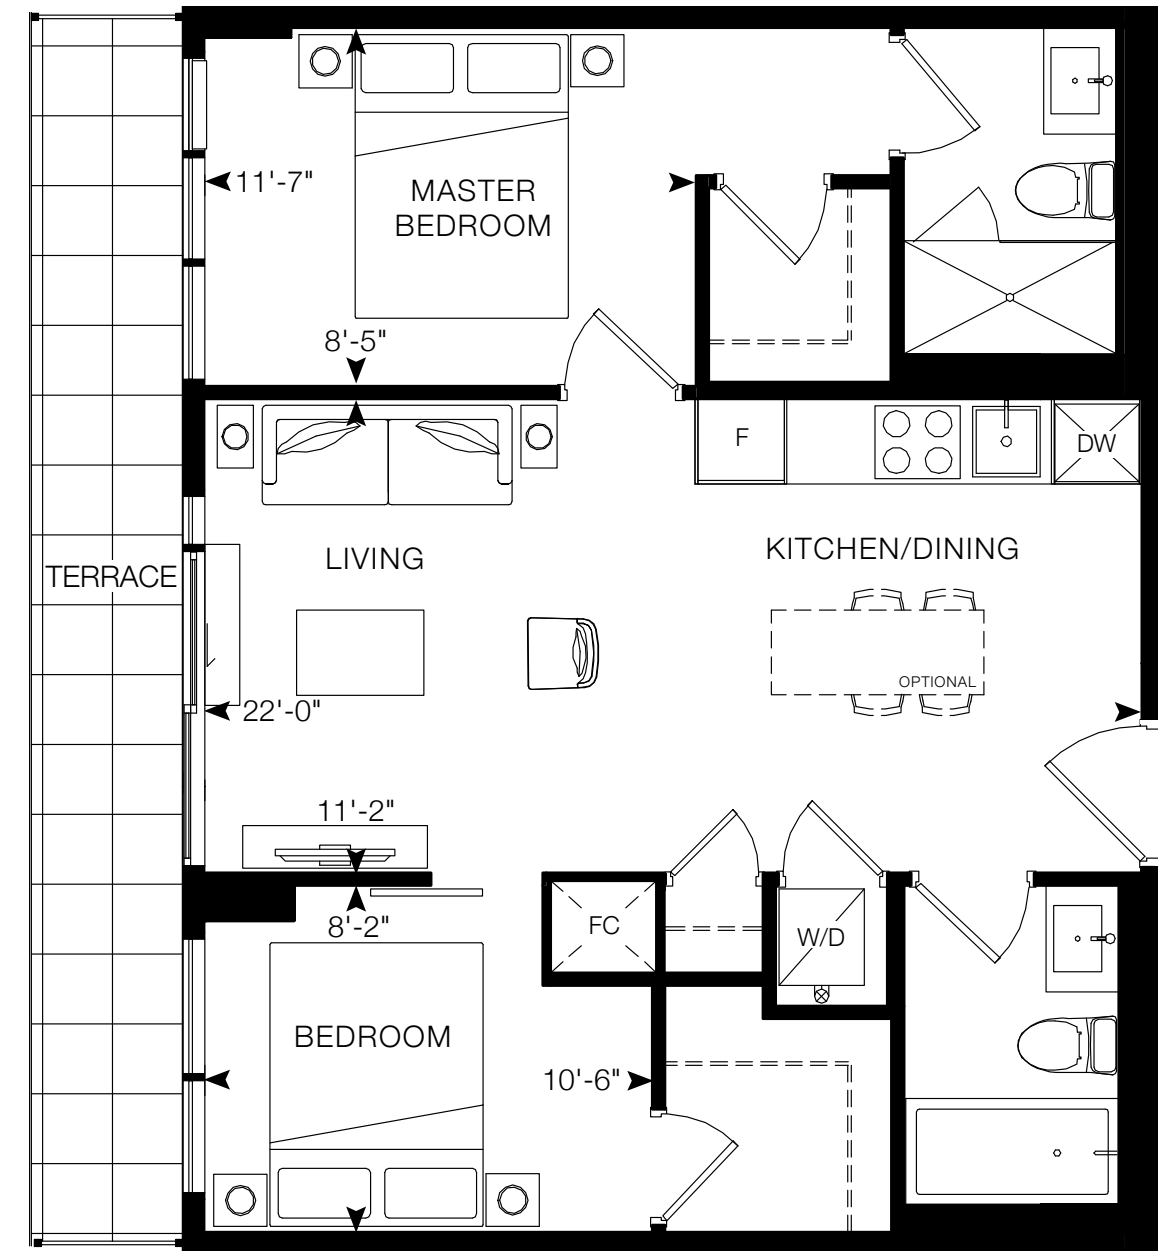 11'-7"
MASTER
BEDROOM
8'-5"
F
DW
LIVING
KITCHEN/DINING
TERRACE
OPTIONAL
22'-0"
11'-2"
8'-2"
FC
W/D
BEDROOM
10'-6"